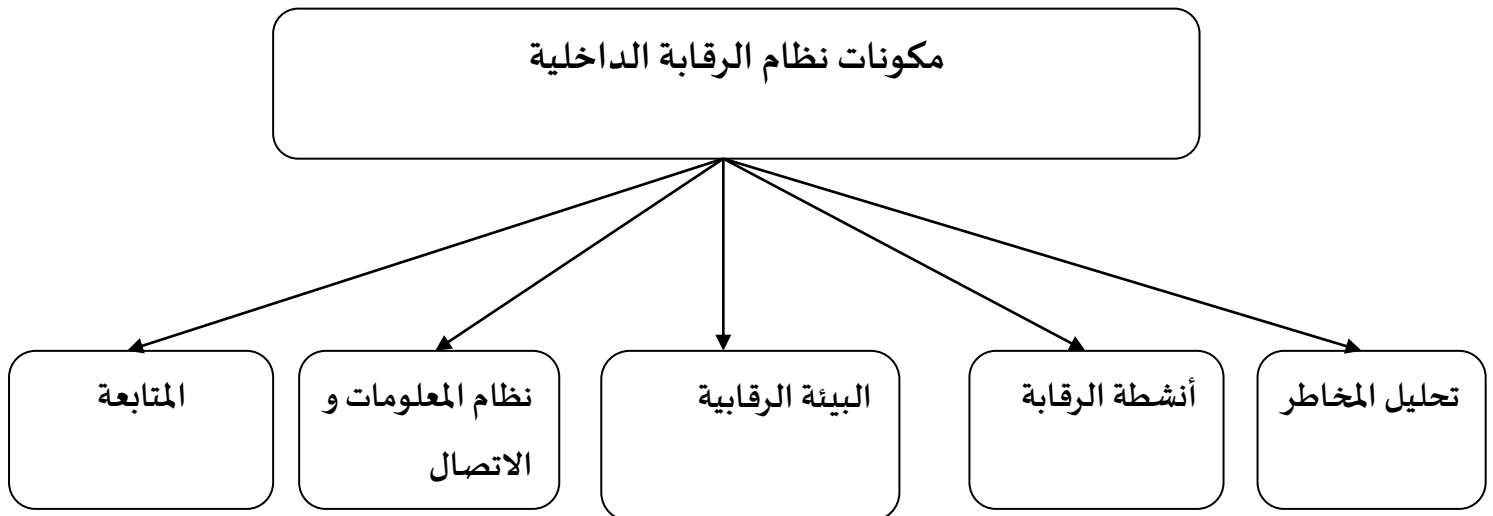 مكونات نظام الرقابة الداخلية
تحليل المخاطر
أنشطة الرقابة
البيئة الرقابية
نظام المعلومات و
الاتصال
المتابعة